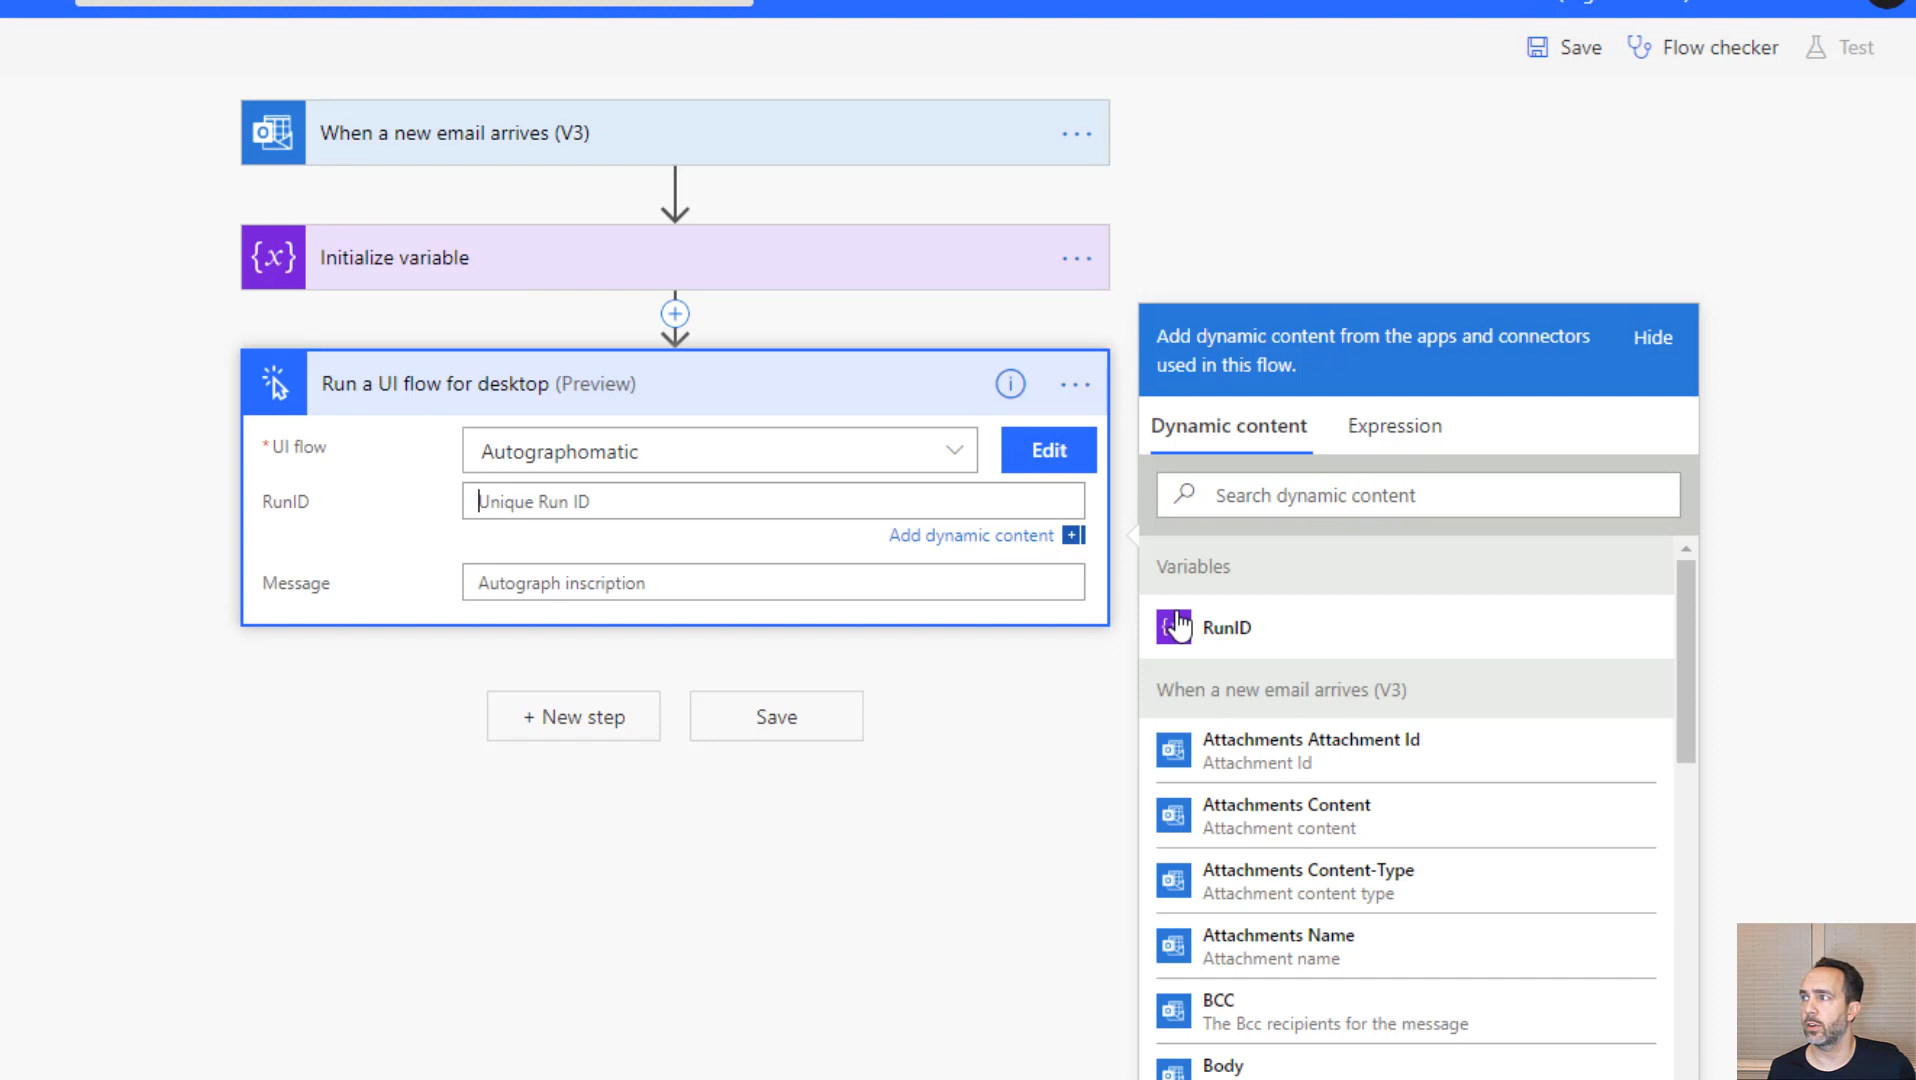 Save
Flow checker
Test
When a new email arrives (V3)
{x}
Initialize variable
Run a UI flow for desktop (Preview)
* UI flow
Autographomatic
Edit
RunID
Unique Run ID
Add dynamic content
Message
Autograph inscription
+ New step
Save
Add dynamic content from the apps and connectors
used in this flow.
Hide
Dynamic content
Expression
Search dynamic content
Variables
RunID
When a new email arrives (V3)
Attachments Attachment Id
Attachment Id
Attachments Content
Attachment content
Attachments Content-Type
Attachment content type
Attachments Name
Attachment name
BCC
The Bcc recipients for the message
Body